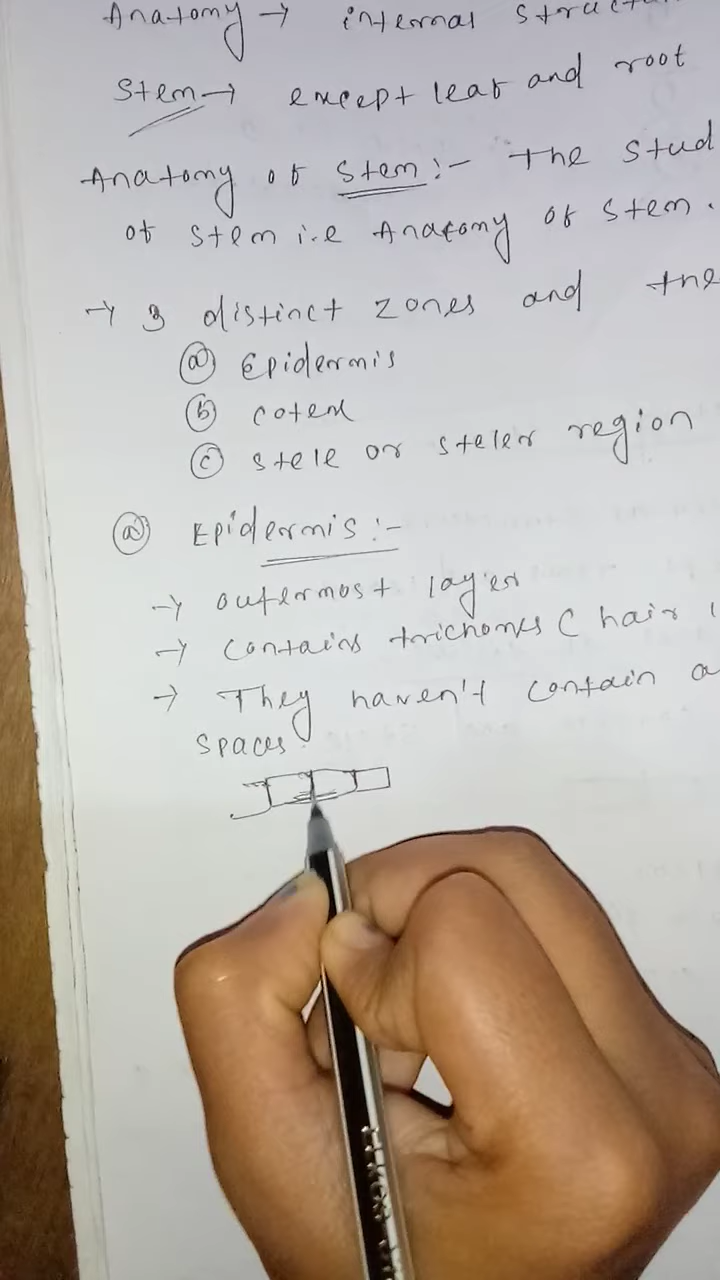 Anatomy → internal struct
Stem → except leaf and root
Anatomy of Stem :- The Stud
of Stem i.e Anatomy of Stem.
→ 3 distinct zones and the
(a) Epidermis
(b) cotex
(c) stele or steler region
(a) Epidermis :-
→ outermost layer
→ Contains trichomes ( hair
→ They haven't contain a
spaces.